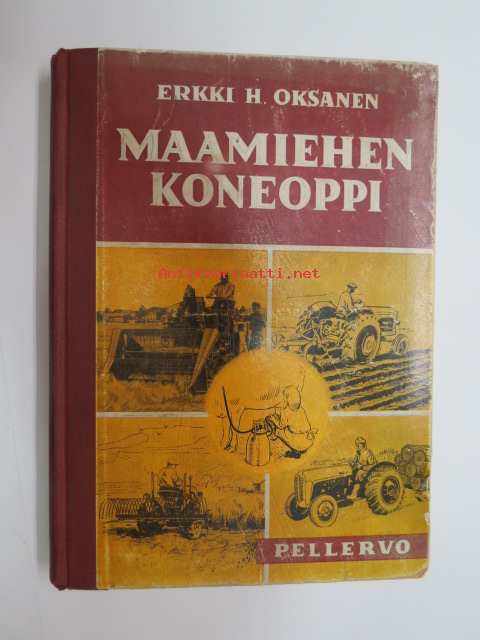 ERKKI H. OKSANEN
MAAMIEHEN
KONEOPPI
Antikvariaatti.net
PELLERVO